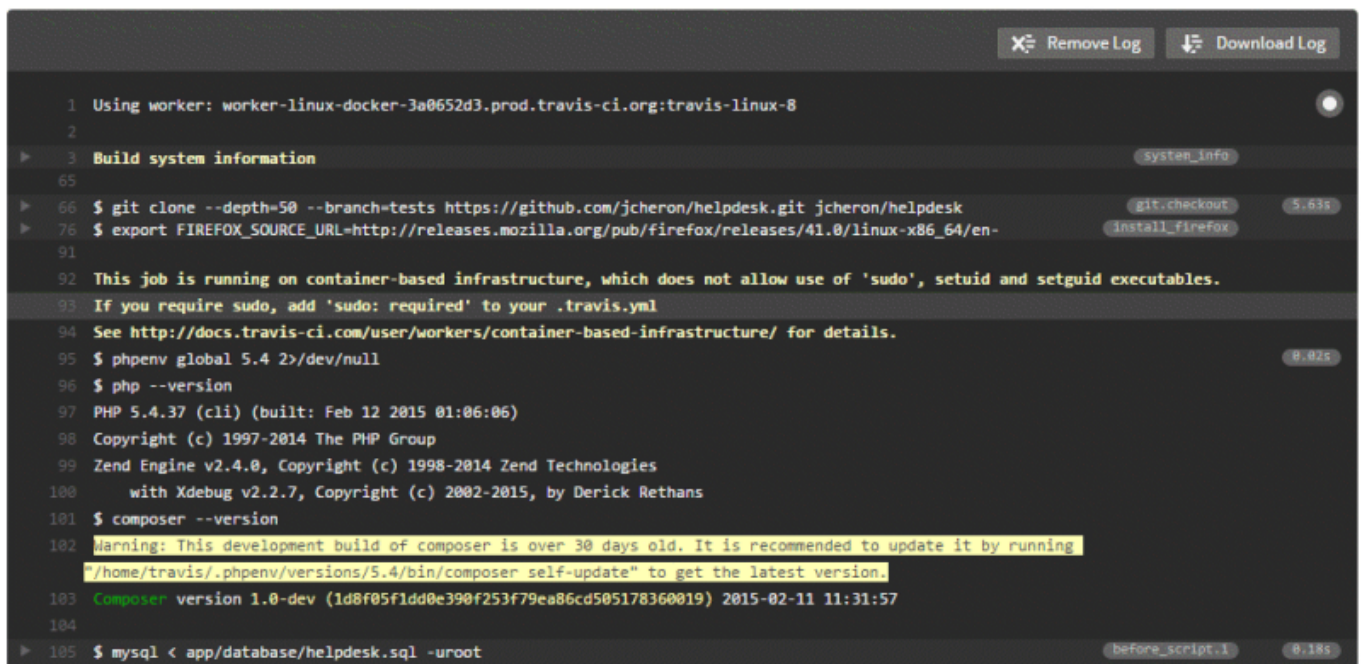 Remove Log Download Log
1 Using worker: worker-linux-docker-3a0652d3.prod.travis-ci.org:travis-linux-8
2
3 Build system information system_info
65
66 $ git clone --depth=50 --branch=tests https://github.com/jcheron/helpdesk.git jcheron/helpdesk git.checkout 5.63s
76 $ export FIREFOX_SOURCE_URL=http://releases.mozilla.org/pub/firefox/releases/41.0/linux-x86_64/en- install_firefox
91
92 This job is running on container-based infrastructure, which does not allow use of 'sudo', setuid and setguid executables.
93 If you require sudo, add 'sudo: required' to your .travis.yml
94 See http://docs.travis-ci.com/user/workers/container-based-infrastructure/ for details.
95 $ phpenv global 5.4 2>/dev/null 0.02s
96 $ php --version
97 PHP 5.4.37 (cli) (built: Feb 12 2015 01:06:06)
98 Copyright (c) 1997-2014 The PHP Group
99 Zend Engine v2.4.0, Copyright (c) 1998-2014 Zend Technologies
100 with Xdebug v2.2.7, Copyright (c) 2002-2015, by Derick Rethans
101 $ composer --version
102 Warning: This development build of composer is over 30 days old. It is recommended to update it by running
"/home/travis/.phpenv/versions/5.4/bin/composer self-update" to get the latest version.
103 Composer version 1.0-dev (1d8f05f1dd0e390f253f79ea86cd505178360019) 2015-02-11 11:31:57
104
105 $ mysql < app/database/helpdesk.sql -uroot before_script.1 0.18s